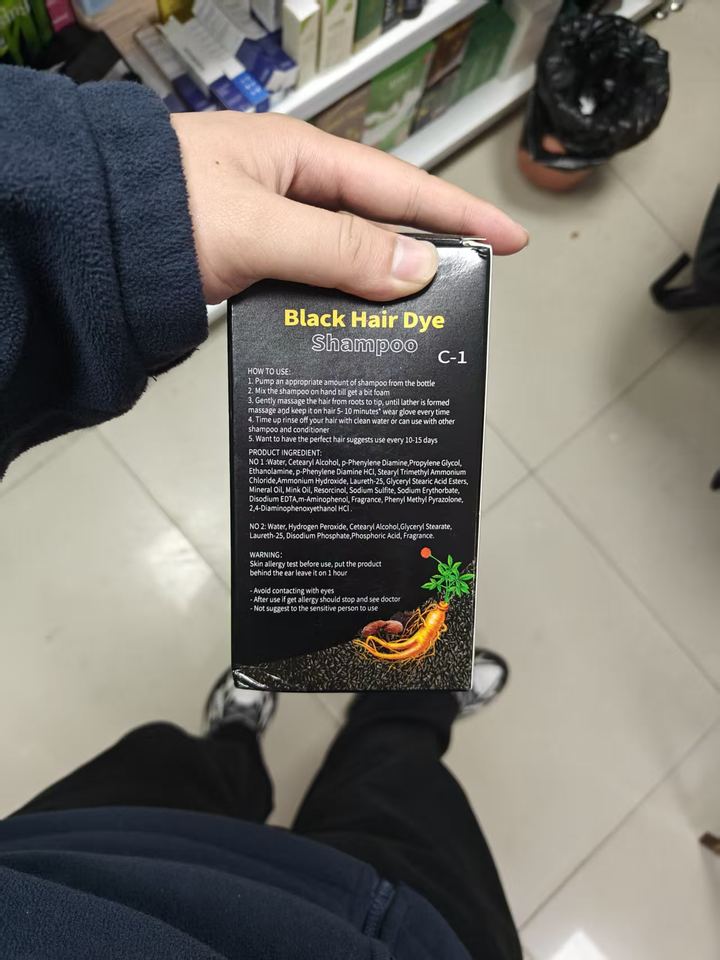 Black Hair Dye
Shampoo
C-1
HOW TO USE:
1. Pump an appropriate amount of shampoo from the bottle
2. Mix the shampoo on hand till get a bit foam
3. Gently massage the hair from roots to tip, until lather is formed
massage and keep it on hair 5- 10 minutes* wear glove every time
4. Time up rinse off your hair with clean water or can use with other
shampoo and conditioner
5. Want to have the perfect hair suggests use every 10-15 days
PRODUCT INGREDIENT:
NO 1 :Water, Cetearyl Alcohol, p-Phenylene Diamine,Propylene Glycol,
Ethanolamine, p-Phenylene Diamine HCl, Stearyl Trimethyl Ammonium
Chloride,Ammonium Hydroxide, Laureth-25, Glyceryl Stearic Acid Esters,
Mineral Oil, Mink Oil, Resorcinol, Sodium Sulfite, Sodium Erythorbate,
Disodium EDTA,m-Aminophenol, Fragrance, Phenyl Methyl Pyrazolone,
2,4-Diaminophenoxyethanol HCl .
NO 2: Water, Hydrogen Peroxide, Cetearyl Alcohol,Glyceryl Stearate,
Laureth-25, Disodium Phosphate,Phosphoric Acid, Fragrance.
WARNING:
Skin allergy test before use, put the product
behind the ear leave it on 1 hour
- Avoid contacting with eyes
- After use if get allergy should stop and see doctor
- Not suggest to the sensitive person to use